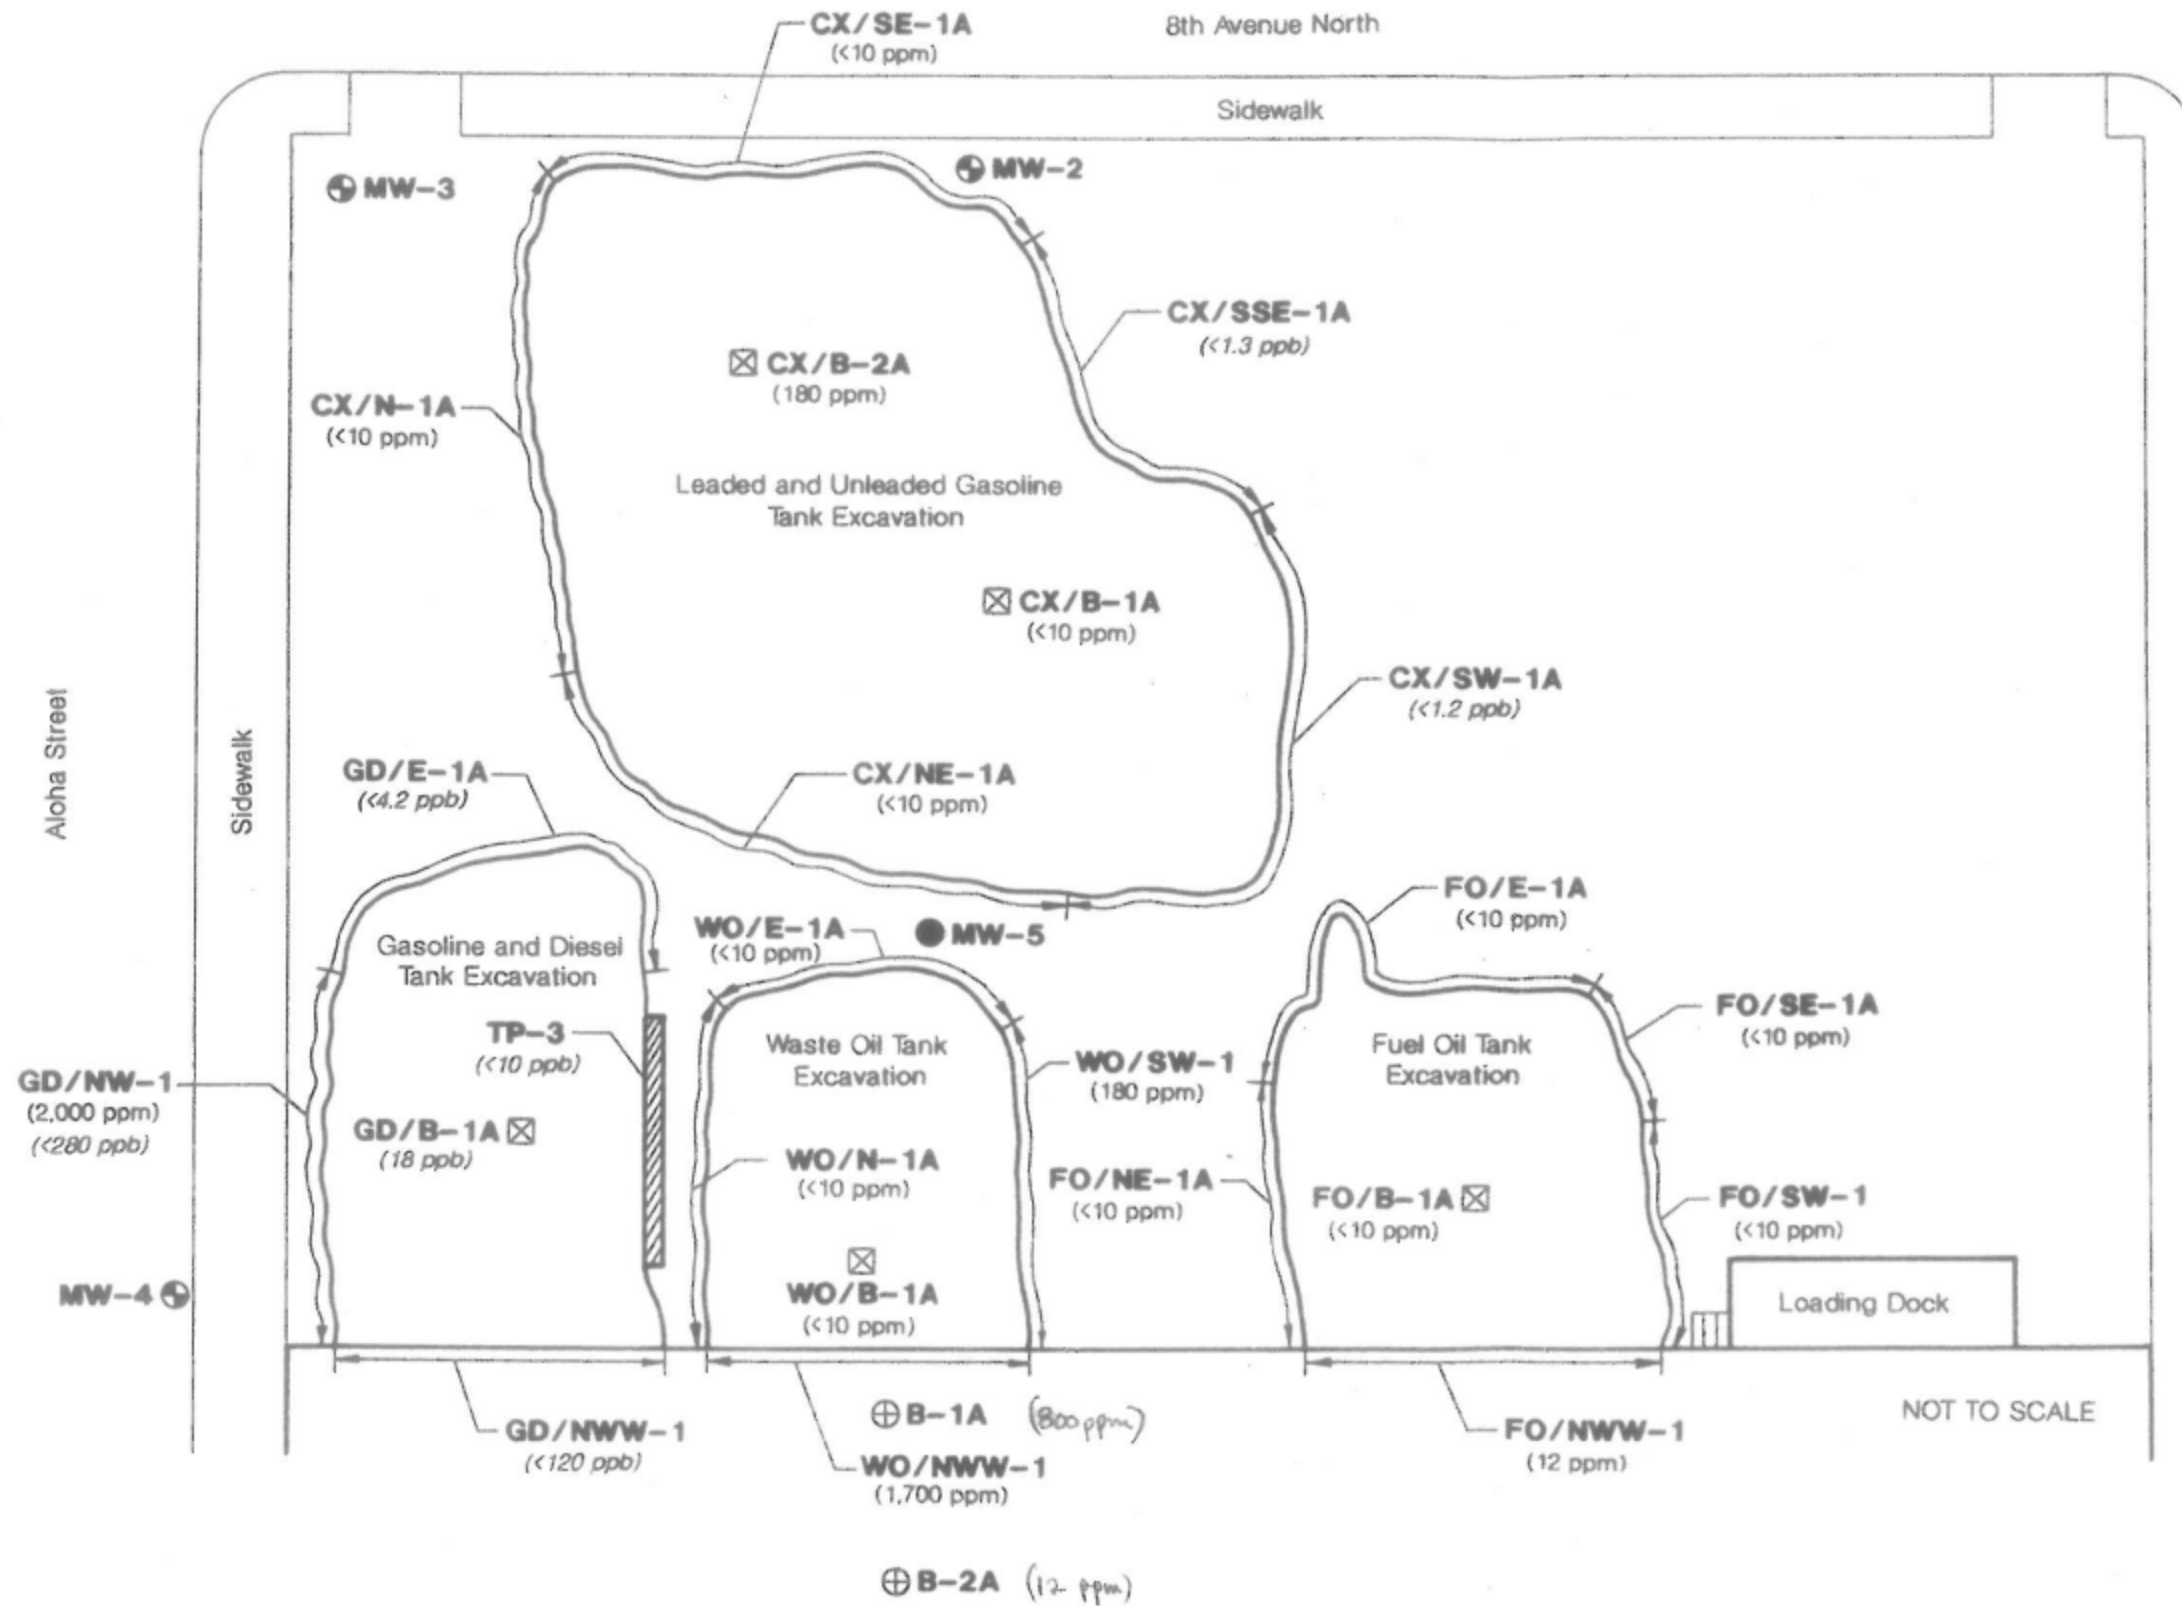 CX/SE-1A
(<10 ppm)
8th Avenue North
Sidewalk
MW-3
MW-2
CX/SSE-1A
(<1.3 ppb)
CX/B-2A
(180 ppm)
CX/N-1A
(<10 ppm)
Leaded and Unleaded Gasoline
Tank Excavation
CX/B-1A
(<10 ppm)
CX/SW-1A
(<1.2 ppb)
Aloha Street
Sidewalk
GD/E-1A
(<4.2 ppb)
CX/NE-1A
(<10 ppm)
FO/E-1A
(<10 ppm)
WO/E-1A
(<10 ppm)
MW-5
Gasoline and Diesel
Tank Excavation
FO/SE-1A
(<10 ppm)
TP-3
(<10 ppb)
Waste Oil Tank
Excavation
WO/SW-1
(180 ppm)
Fuel Oil Tank
Excavation
GD/NW-1
(2,000 ppm)
(<280 ppb)
GD/B-1A
(18 ppb)
WO/N-1A
(<10 ppm)
FO/NE-1A
(<10 ppm)
FO/B-1A
(<10 ppm)
FO/SW-1
(<10 ppm)
MW-4
WO/B-1A
(<10 ppm)
Loading Dock
GD/NWW-1
(<120 ppb)
B-1A (800 ppm)
WO/NWW-1
(1,700 ppm)
FO/NWW-1
(12 ppm)
NOT TO SCALE
B-2A (12 ppm)